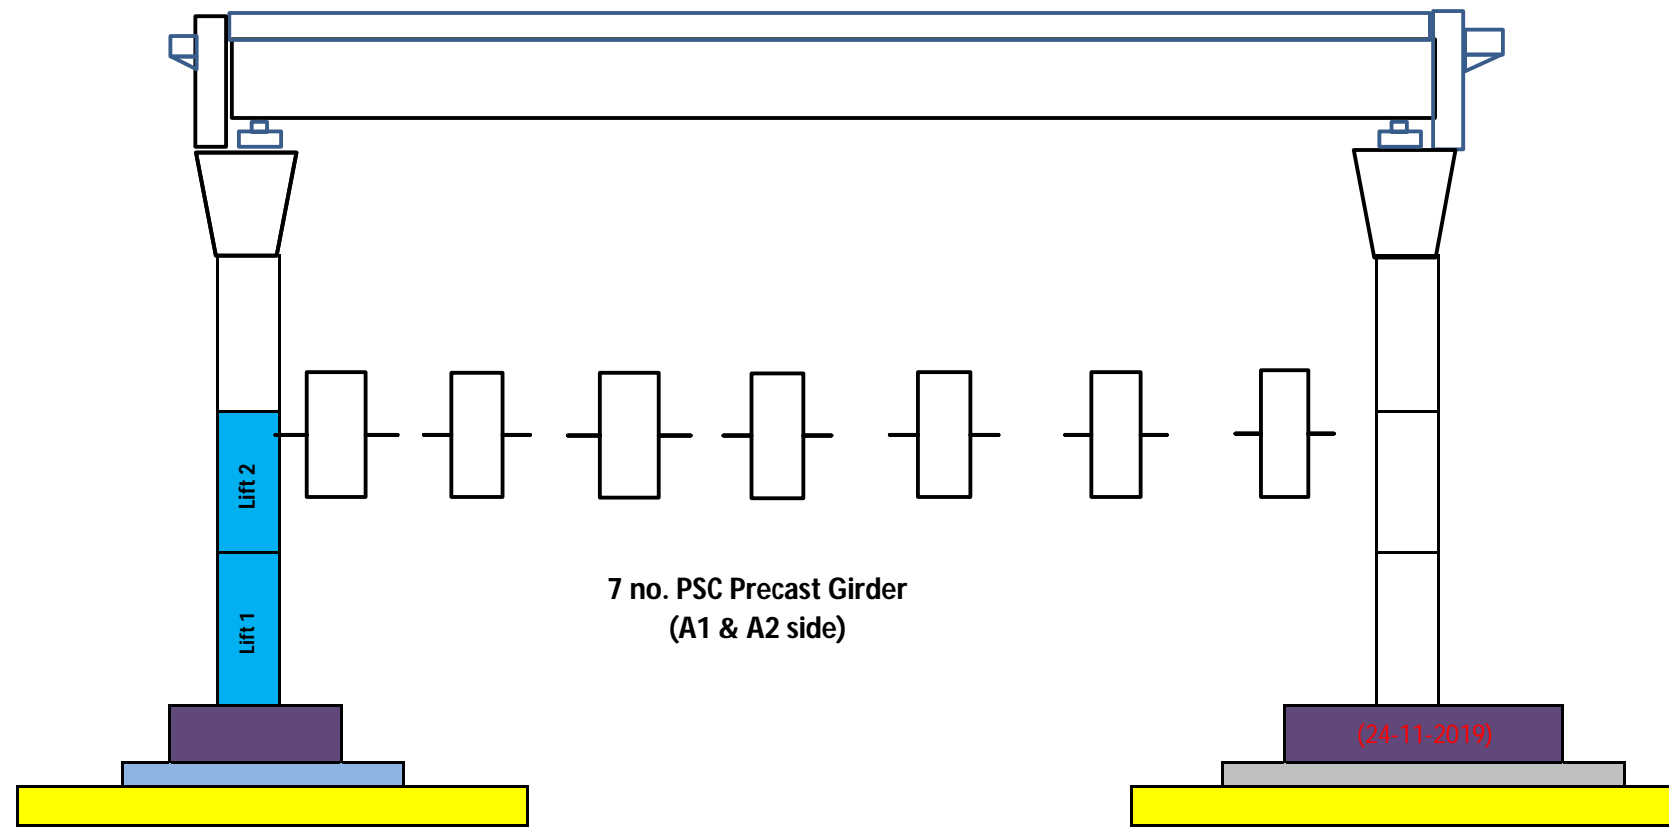 Lift 2
7 no. PSC Precast Girder
(A1 & A2 side)
Lift 1
(24-11-2019)